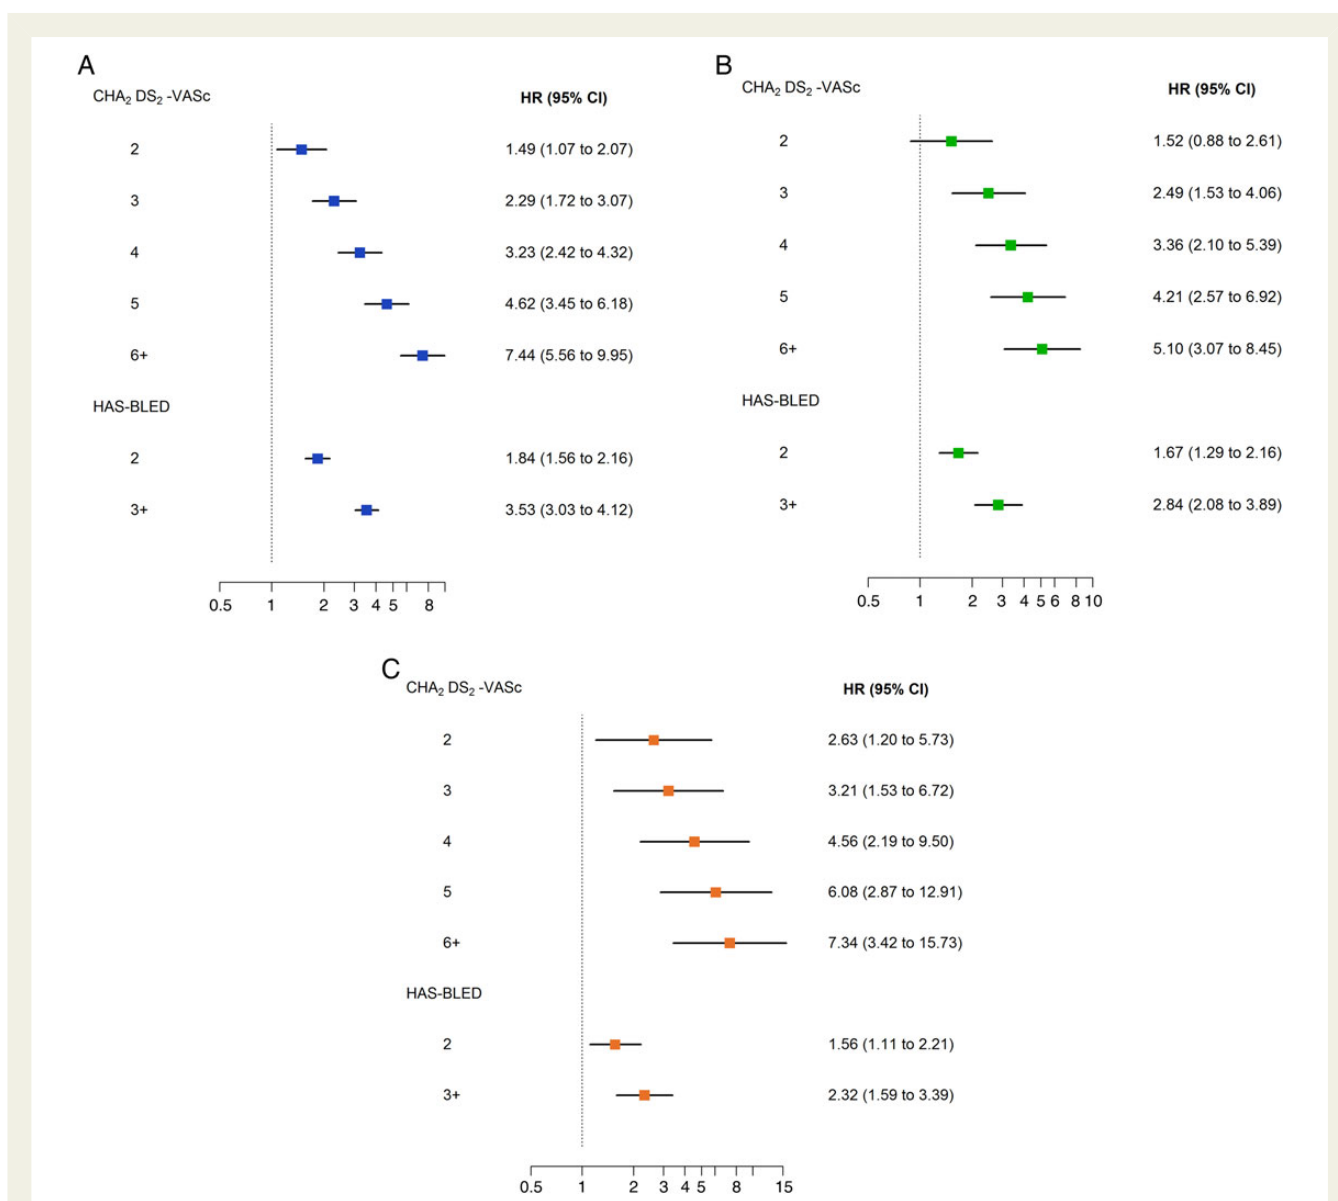 A
CHA₂ DS₂ -VASc HR (95% CI)
2 1.49 (1.07 to 2.07)
3 2.29 (1.72 to 3.07)
4 3.23 (2.42 to 4.32)
5 4.62 (3.45 to 6.18)
6+ 7.44 (5.56 to 9.95)
HAS-BLED
2 1.84 (1.56 to 2.16)
3+ 3.53 (3.03 to 4.12)
0.5 1 2 3 4 5 8
B
CHA₂ DS₂ -VASc HR (95% CI)
2 1.52 (0.88 to 2.61)
3 2.49 (1.53 to 4.06)
4 3.36 (2.10 to 5.39)
5 4.21 (2.57 to 6.92)
6+ 5.10 (3.07 to 8.45)
HAS-BLED
2 1.67 (1.29 to 2.16)
3+ 2.84 (2.08 to 3.89)
0.5 1 2 3 4 5 6 8 10
C
CHA₂ DS₂ -VASc HR (95% CI)
2 2.63 (1.20 to 5.73)
3 3.21 (1.53 to 6.72)
4 4.56 (2.19 to 9.50)
5 6.08 (2.87 to 12.91)
6+ 7.34 (3.42 to 15.73)
HAS-BLED
2 1.56 (1.11 to 2.21)
3+ 2.32 (1.59 to 3.39)
0.5 1 2 3 4 5 8 15